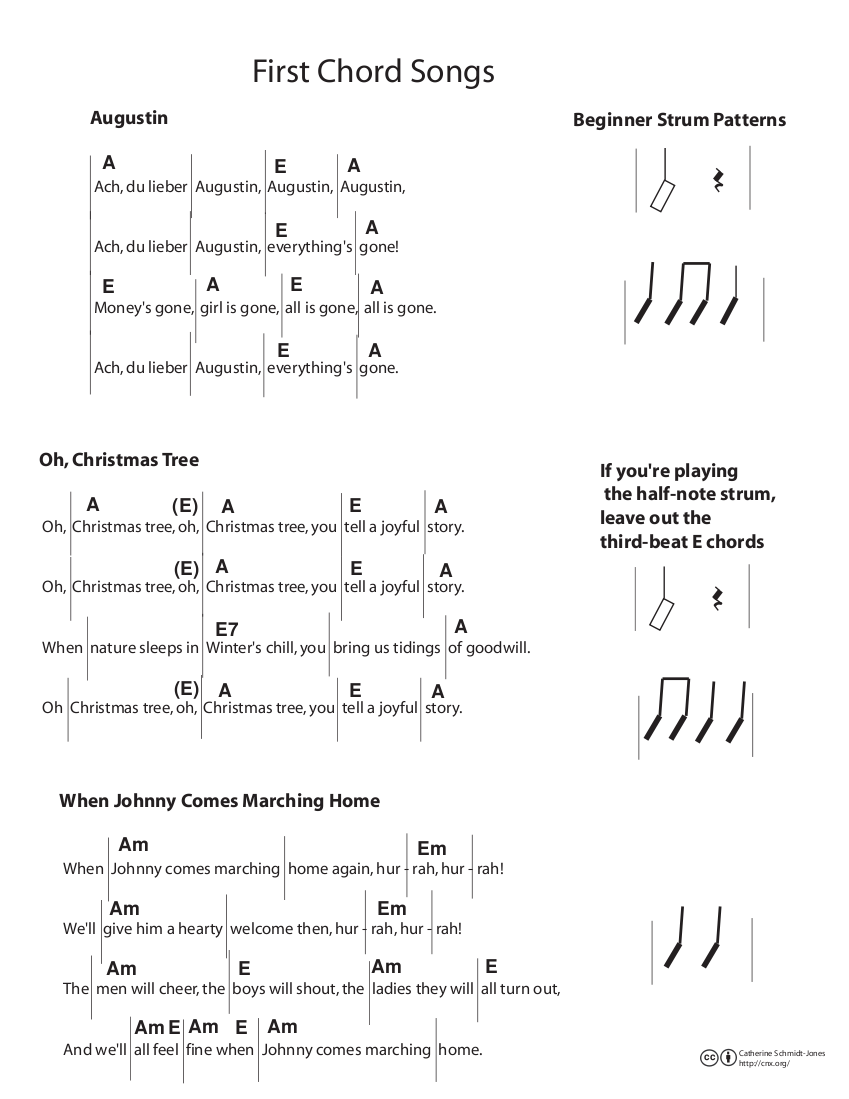 First Chord Songs
Augustin
A E A
Ach, du lieber Augustin, Augustin, Augustin,
E A
Ach, du lieber Augustin, everything's gone!
E A E A
Money's gone, girl is gone, all is gone, all is gone.
E A
Ach, du lieber Augustin, everything's gone.
Beginner Strum Patterns
Oh, Christmas Tree
A (E) A E A
Oh, Christmas tree, oh, Christmas tree, you tell a joyful story.
(E) A E A
Oh, Christmas tree, oh, Christmas tree, you tell a joyful story.
E7 A
When nature sleeps in Winter's chill, you bring us tidings of goodwill.
(E) A E A
Oh Christmas tree, oh, Christmas tree, you tell a joyful story.
If you're playing
the half-note strum,
leave out the
third-beat E chords
When Johnny Comes Marching Home
Am Em
When Johnny comes marching home again, hur - rah, hur - rah!
Am Em
We'll give him a hearty welcome then, hur - rah, hur - rah!
Am E Am E
The men will cheer, the boys will shout, the ladies they will all turn out,
Am E Am E Am
And we'll all feel fine when Johnny comes marching home.
cc Catherine Schmidt-Jones
http://cnx.org/